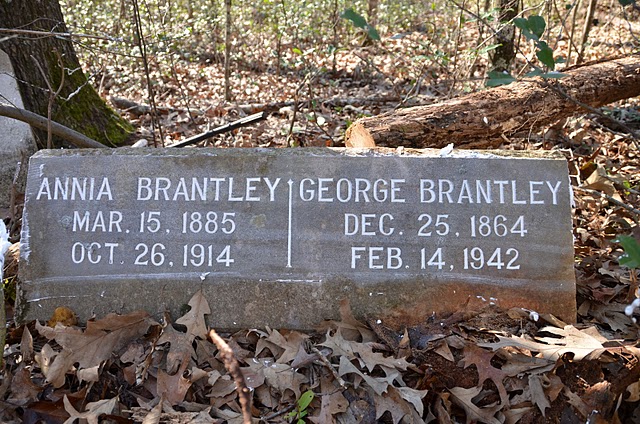 ANNIA BRANTLEY
MAR. 15, 1885
OCT. 26, 1914
GEORGE BRANTLEY
DEC. 25, 1864
FEB. 14, 1942